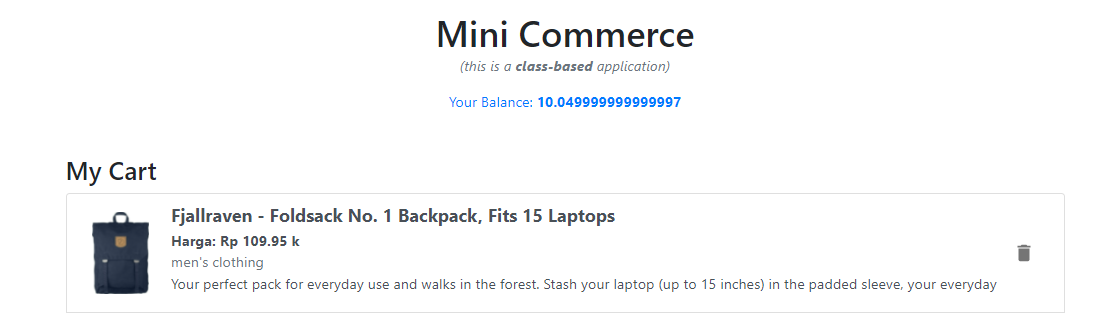 Mini Commerce
(this is a class-based application)
Your Balance: 10.049999999999997
My Cart
Fjallraven - Foldsack No. 1 Backpack, Fits 15 Laptops
Harga: Rp 109.95 k
men's clothing
Your perfect pack for everyday use and walks in the forest. Stash your laptop (up to 15 inches) in the padded sleeve, your everyday